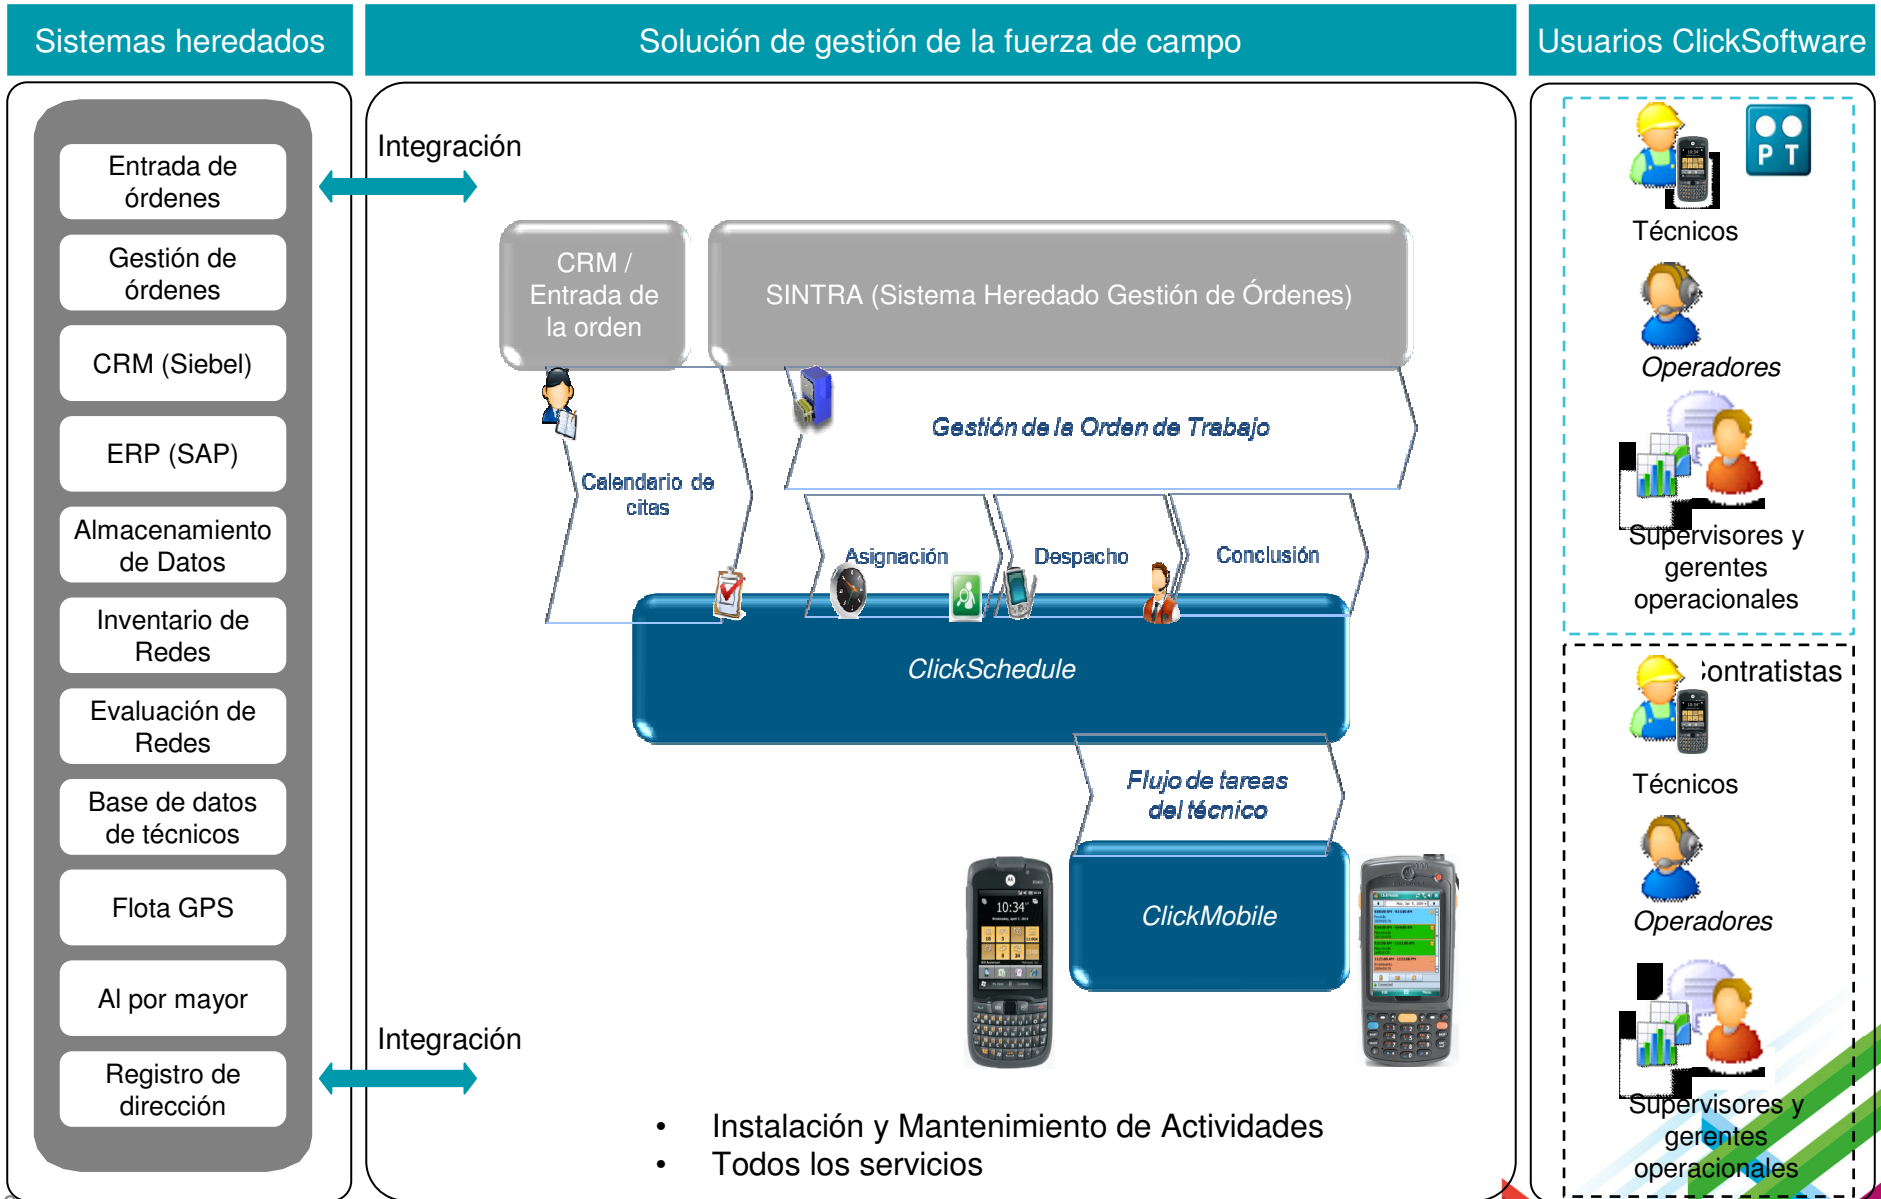 Sistemas heredados
Solución de gestión de la fuerza de campo
Usuarios ClickSoftware
Entrada de
órdenes
Gestión de
órdenes
CRM (Siebel)
ERP (SAP)
Almacenamiento
de Datos
Inventario de
Redes
Evaluación de
Redes
Base de datos
de técnicos
Flota GPS
Al por mayor
Registro de
dirección
Integración
Integración
CRM /
Entrada de
la orden
SINTRA (Sistema Heredado Gestión de Órdenes)
Gestión de la Orden de Trabajo
Calendario de
citas
Asignación
Despacho
Conclusión
ClickSchedule
Flujo de tareas
del técnico
ClickMobile
10:34
• Instalación y Mantenimiento de Actividades
• Todos los servicios
P T
Técnicos
Operadores
Supervisores y
gerentes
operacionales
ontratistas
Técnicos
Operadores
Supervisores y
gerentes
operacionales